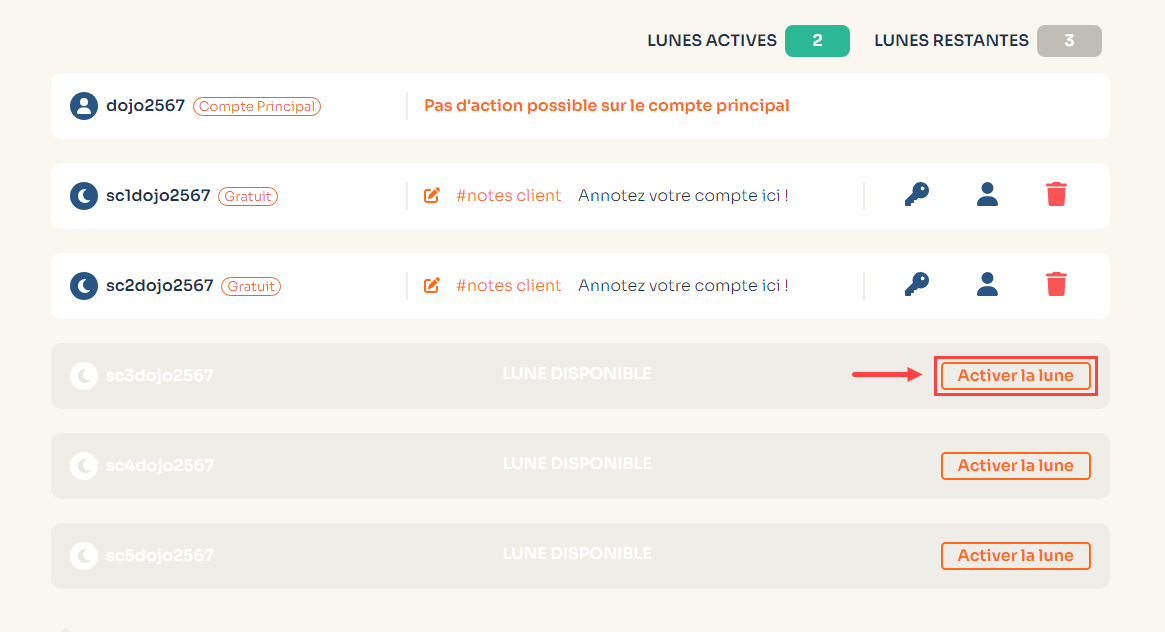 LUNES ACTIVES 2 LUNES RESTANTES 3
dojo2567 Compte Principal Pas d'action possible sur le compte principal
sc1dojo2567 Gratuit #notes client Annotez votre compte ici !
sc2dojo2567 Gratuit #notes client Annotez votre compte ici !
sc3dojo2567 LUNE DISPONIBLE Activer la lune
sc4dojo2567 LUNE DISPONIBLE Activer la lune
sc5dojo2567 LUNE DISPONIBLE Activer la lune